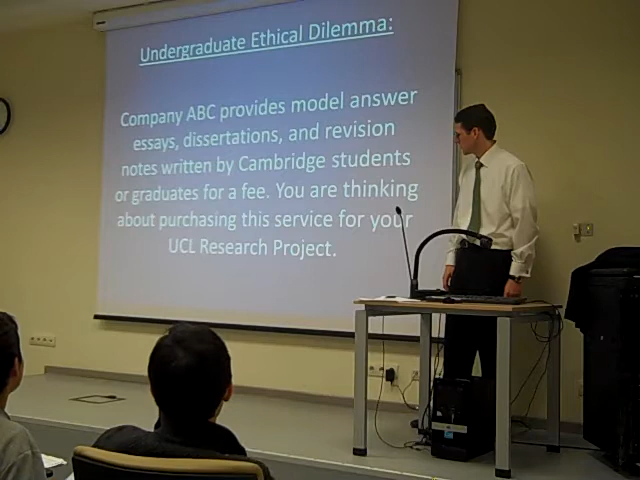 Undergraduate Ethical Dilemma:
Company ABC provides model answer
essays, dissertations, and revision
notes written by Cambridge students
or graduates for a fee. You are thinking
about purchasing this service for your
UCL Research Project.